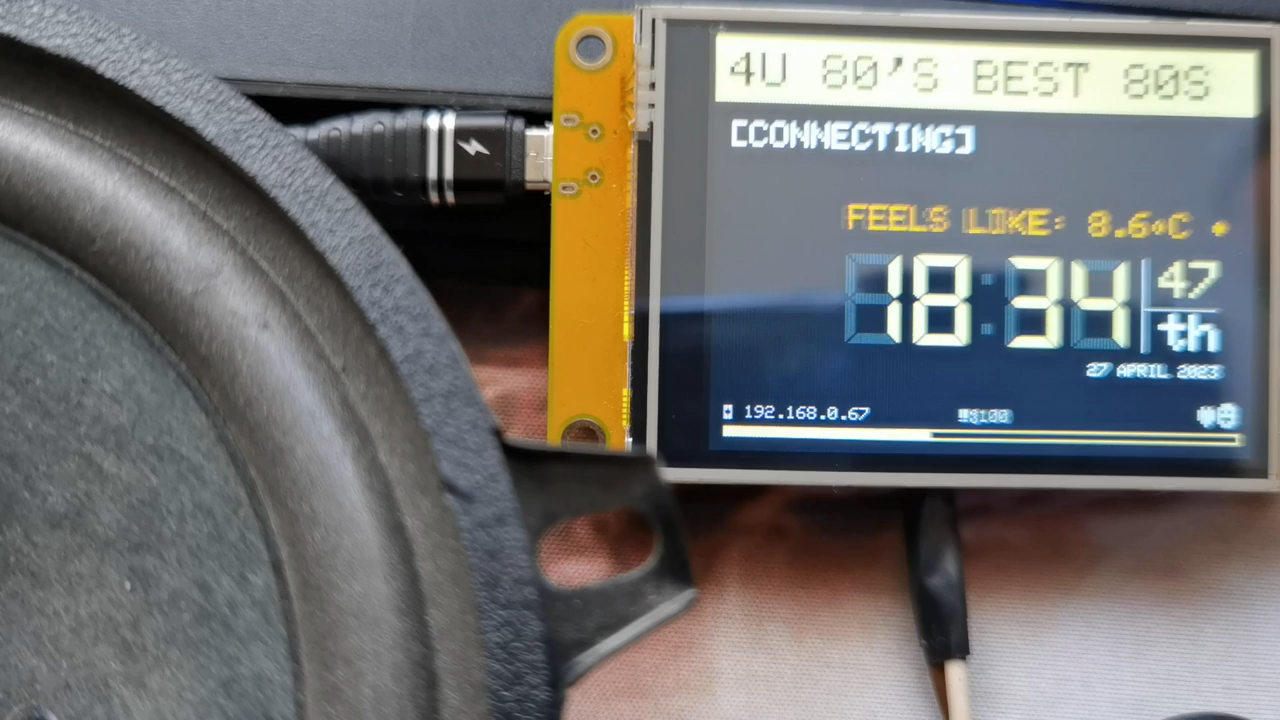 4U 80'S BEST 80S
[CONNECTING]
FEELS LIKE: 8.6°C
18:34 47
th
27 APRIL 2023
192.168.0.67